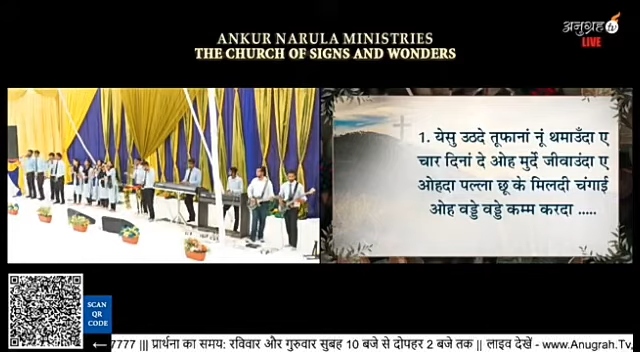 ANKUR NARULA MINISTRIES
THE CHURCH OF SIGNS AND WONDERS
अनुग्रह tv
LIVE
1. येसु उठदे तूफानां नूं थमाउँदा ए
चार दिनां दे ओह मुर्दे जीवाउंदा ए
ओहदा पल्ला छू के मिलदी चंगाई
ओह वड्डे वड्डे कम्म करदा .....
SCAN
QR
CODE
7777 ||| प्रार्थना का समय: रविवार और गुरुवार सुबह 10 बजे से दोपहर 2 बजे तक || लाइव देखें - www.Anugrah.Tv,